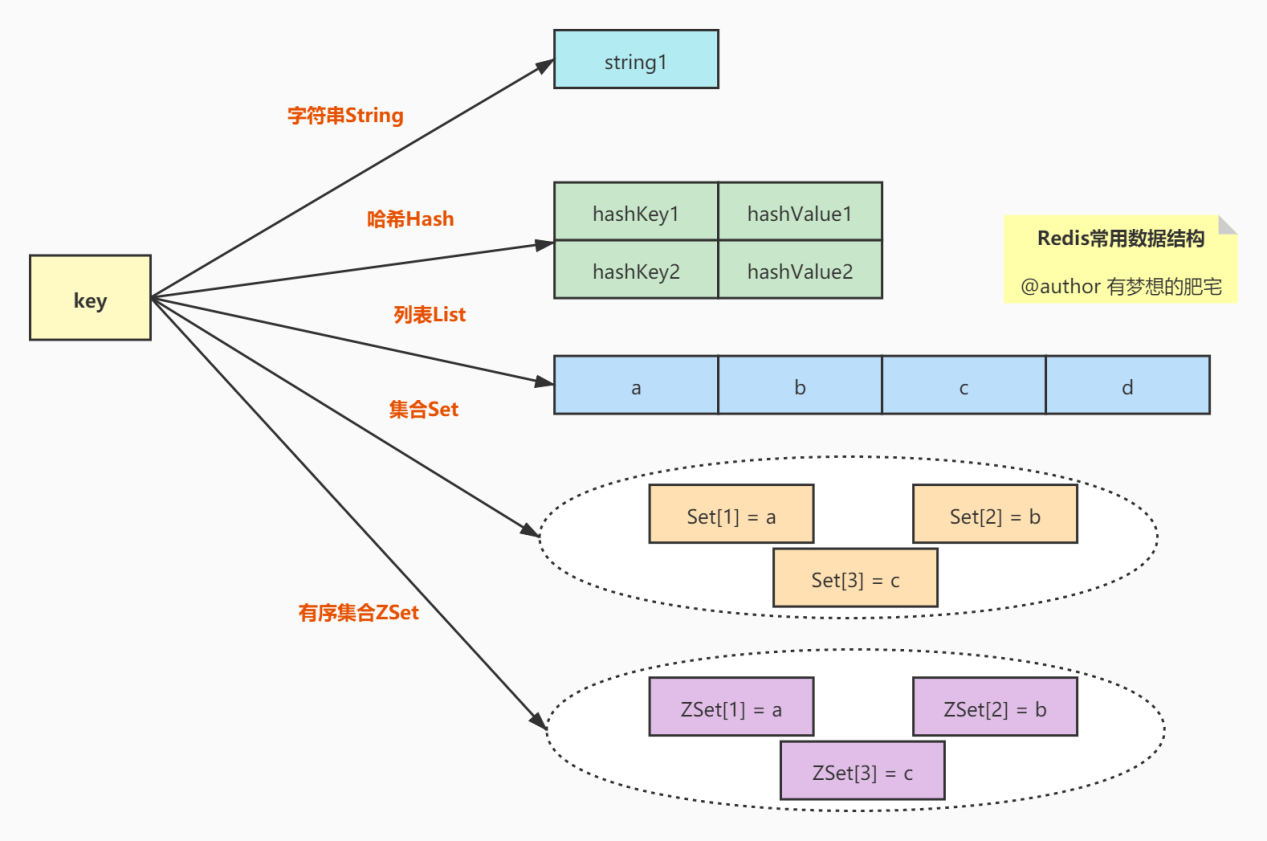 string1
字符串String
哈希Hash
hashKey1 hashValue1
hashKey2 hashValue2
Redis常用数据结构
@author 有梦想的肥宅
key
列表List
a b c d
集合Set
Set[1] = a Set[2] = b
Set[3] = c
有序集合ZSet
ZSet[1] = a ZSet[2] = b
ZSet[3] = c